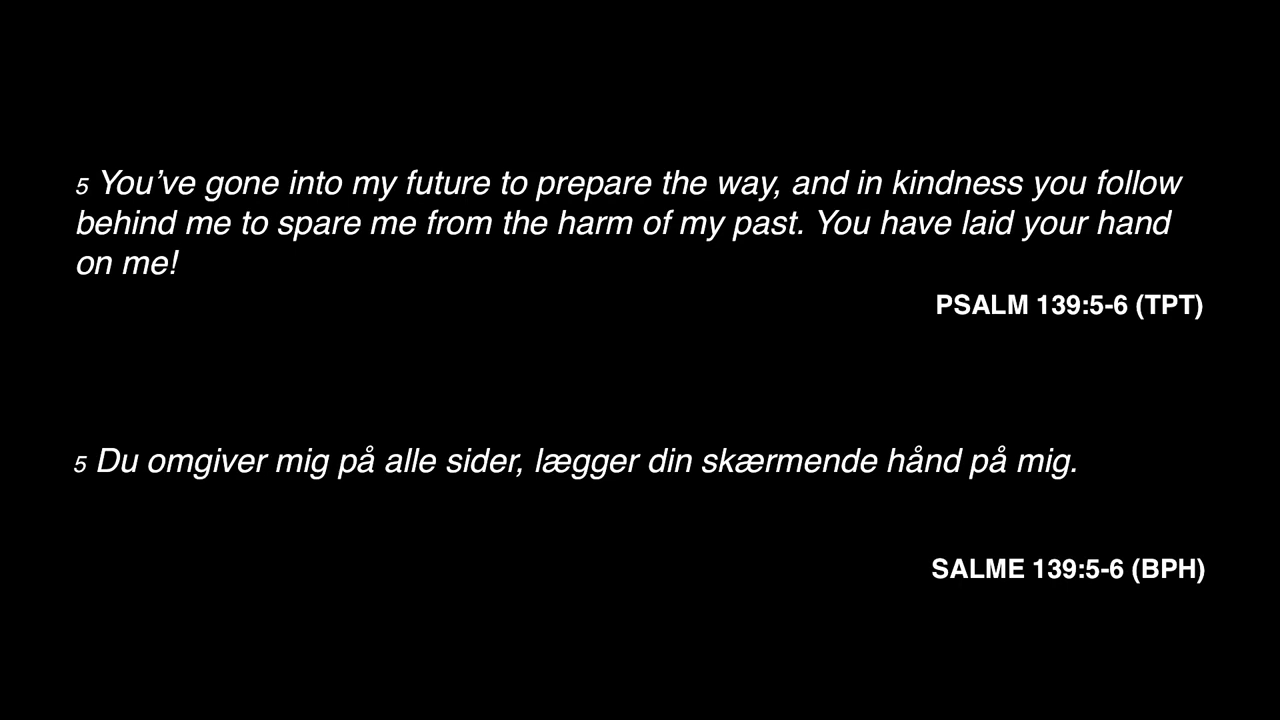 5 You’ve gone into my future to prepare the way, and in kindness you follow
behind me to spare me from the harm of my past. You have laid your hand
on me!
PSALM 139:5-6 (TPT)
5 Du omgiver mig på alle sider, lægger din skærmende hånd på mig.
SALME 139:5-6 (BPH)